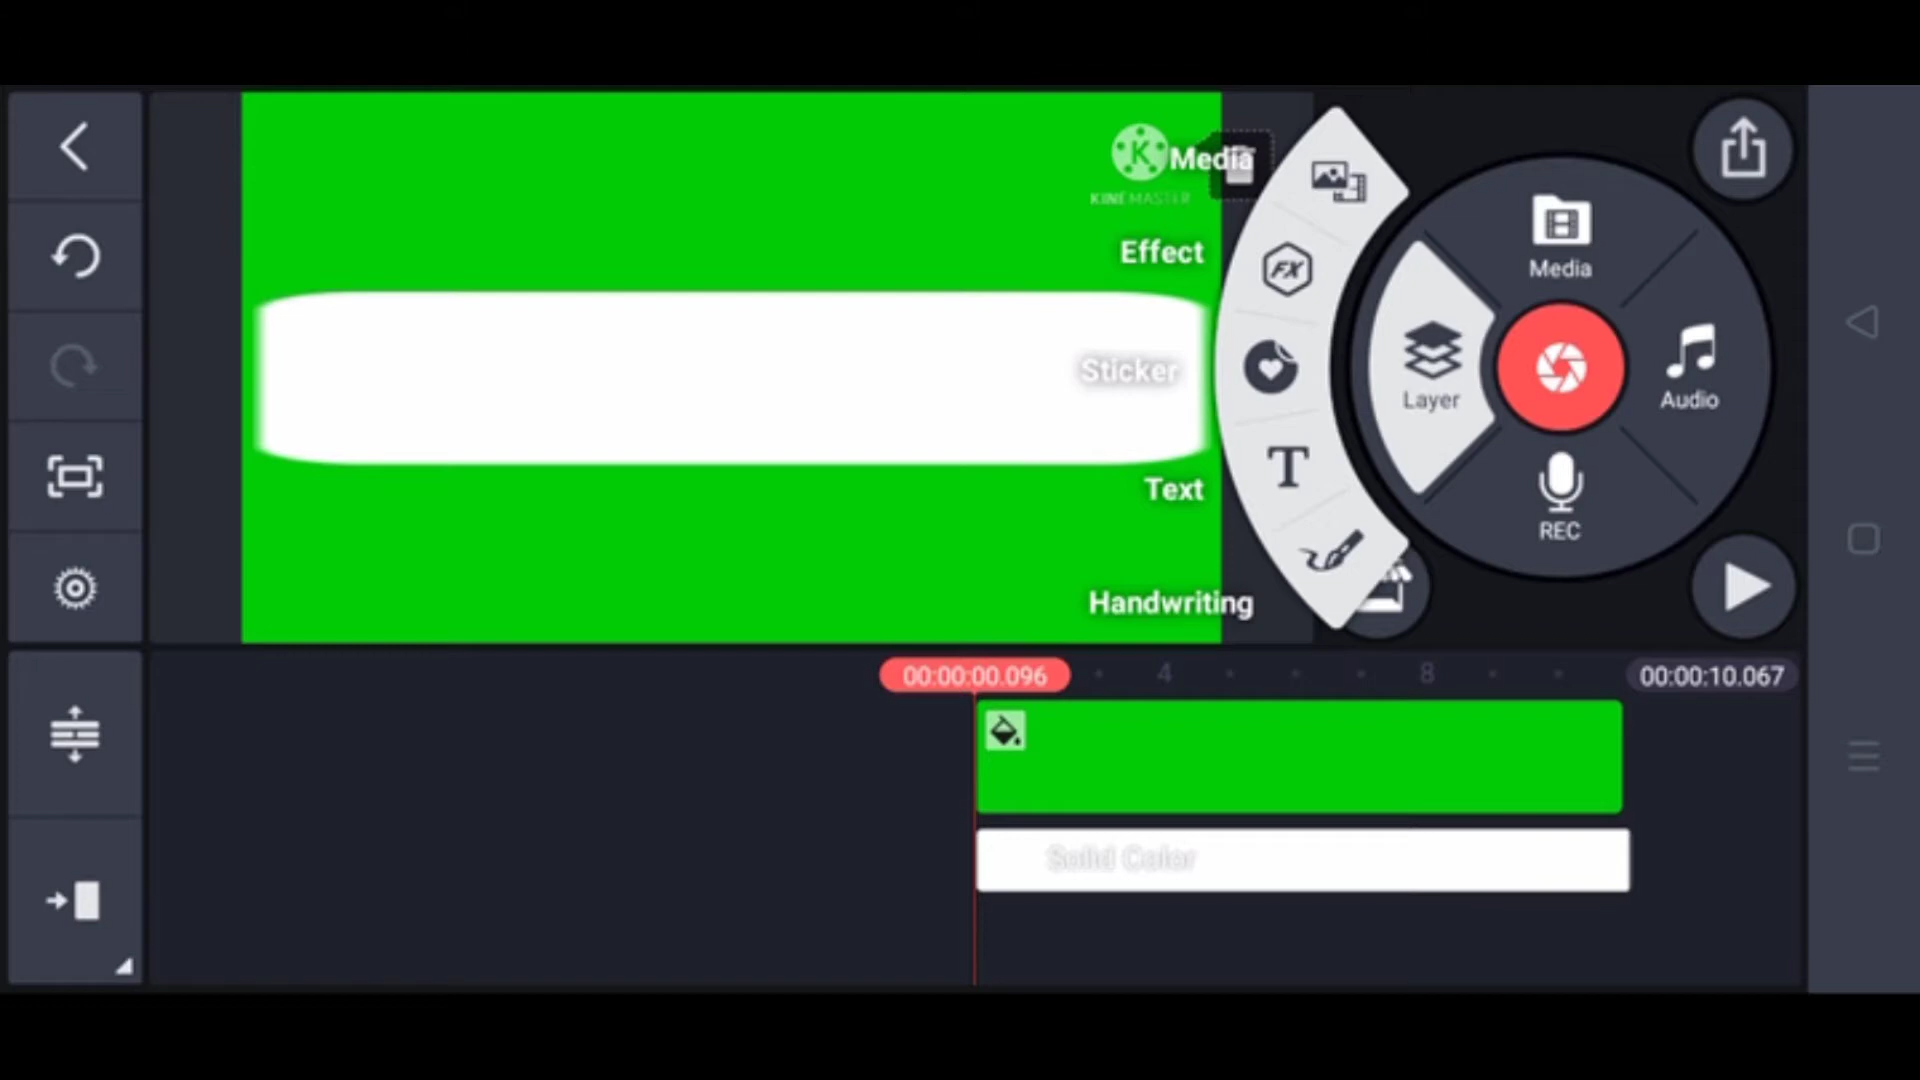 K
Media
KINEMASTER
Effect
Sticker
Text
Handwriting
FX
T
Media
Layer
Audio
REC
00:00:00.096
4
8
00:00:10.067
Solid Color